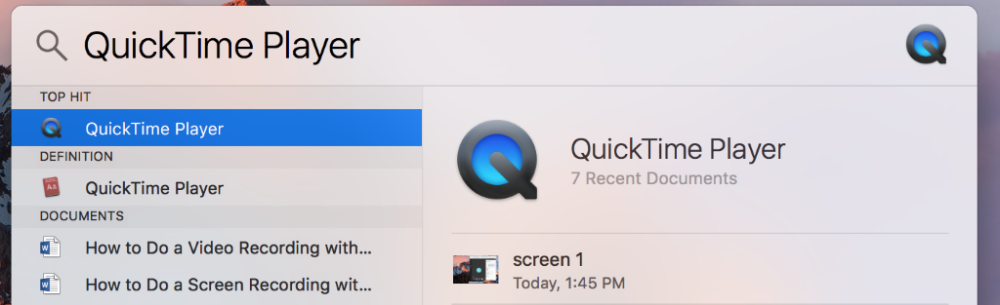 QuickTime Player
TOP HIT
QuickTime Player
DEFINITION
QuickTime Player
DOCUMENTS
How to Do a Video Recording with...
How to Do a Screen Recording wit...
QuickTime Player
7 Recent Documents
screen 1
Today, 1:45 PM